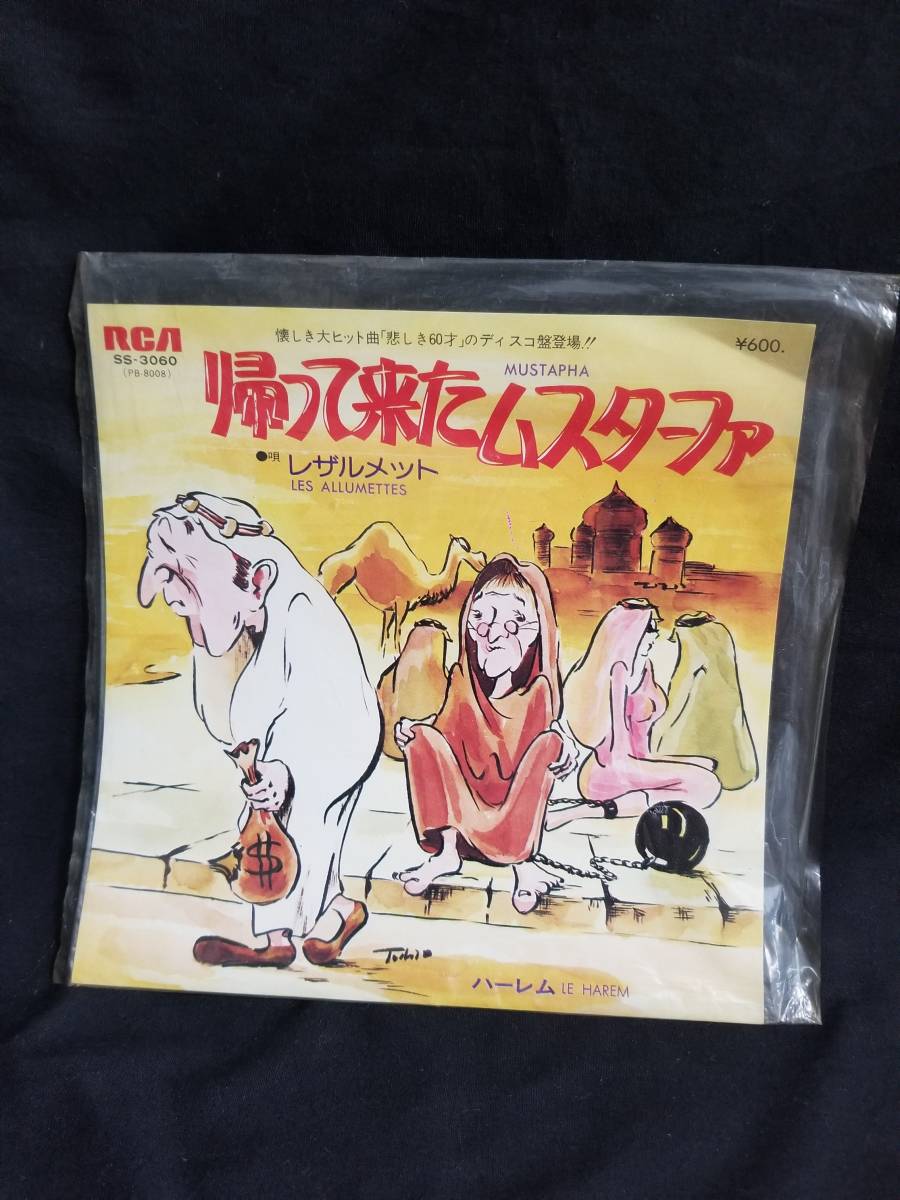 RCA
SS-3060
(PB-8008)
懐しき大ヒット曲「悲しき60才」のディスコ盤登場!!
¥600.
MUSTAPHA
帰って来たムスターファ
●唄 レザルメット
LES ALLUMETTES
$
ハーレム LE HAREM